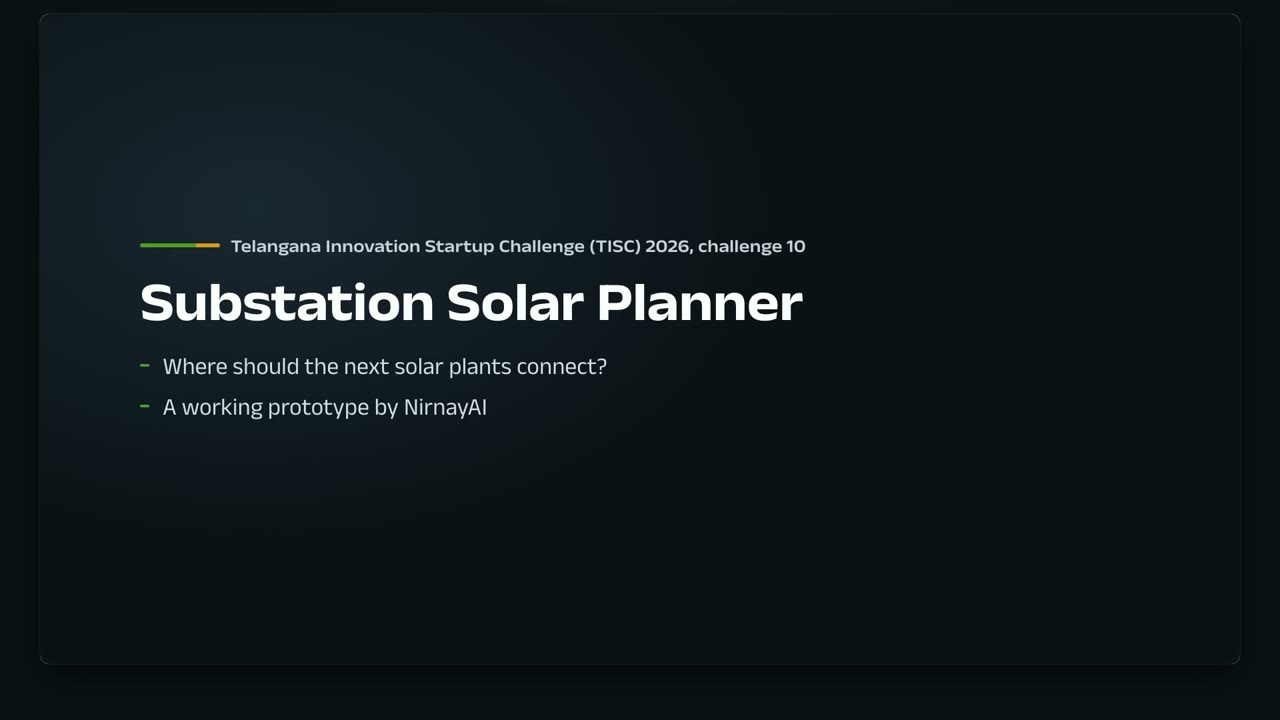 Telangana Innovation Startup Challenge (TISC) 2026, challenge 10
Substation Solar Planner
- Where should the next solar plants connect?
- A working prototype by NirnayAI